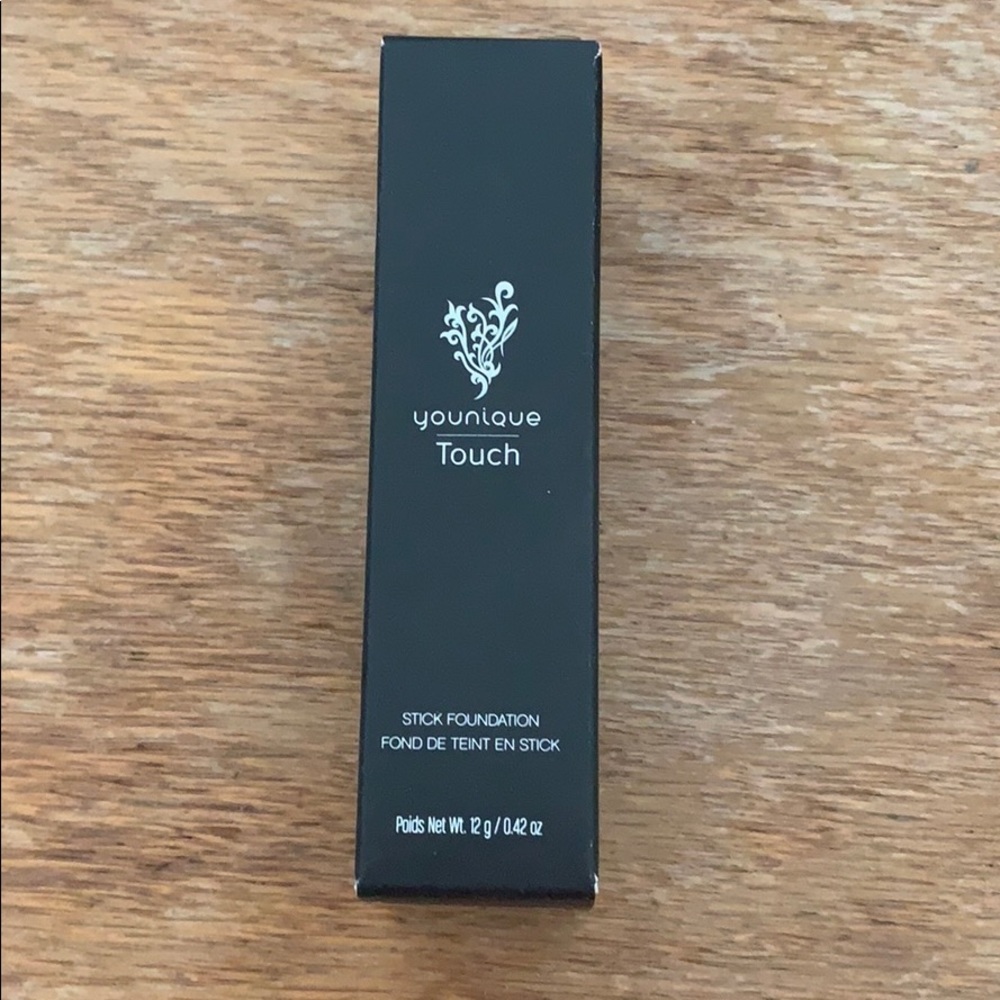 younique
Touch
STICK FOUNDATION
FOND DE TEINT EN STICK
Poids Net Wt. 12 g / 0.42 oz